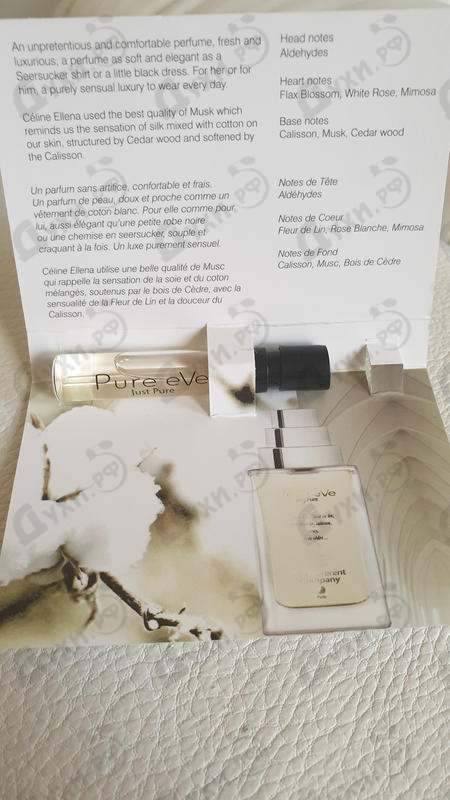 An unpretentious and comfortable perfume, fresh and
luxurious, a perfume as soft and elegant as a
Seersucker shirt or a little black dress. For her or for
him, a purely sensual luxury to wear every day.
Céline Ellena used the best quality of Musk which
reminds us the sensation of silk mixed with cotton on
our skin, structured by Cedar wood and softened by
the Calisson.
Un parfum sans artifice, confortable et frais.
Un parfum de peau, doux et proche comme un
vêtement de coton blanc. Pour elle comme pour
lui, aussi élégant qu'une petite robe noire
ou une chemise en seersucker, souple et
craquant à la fois. Un luxe purement sensuel.
Céline Ellena utilise une belle qualité de Musc
qui rappelle la sensation de la soie et du coton
mélangés, soutenus par le bois de Cèdre, avec la
sensualité de la Fleur de Lin et la douceur du
Calisson.
Head notes
Aldehydes
Heart notes
Flax Blossom, White Rose, Mimosa
Base notes
Calisson, Musk, Cedar wood
Notes de Tête
Aldéhydes
Notes de Coeur
Fleur de Lin, Rose Blanche, Mimosa
Notes de Fond
Calisson, Musc, Bois de Cèdre
Pure eVe
Just Pure
eVe
Pure
Company
Духи.РФ